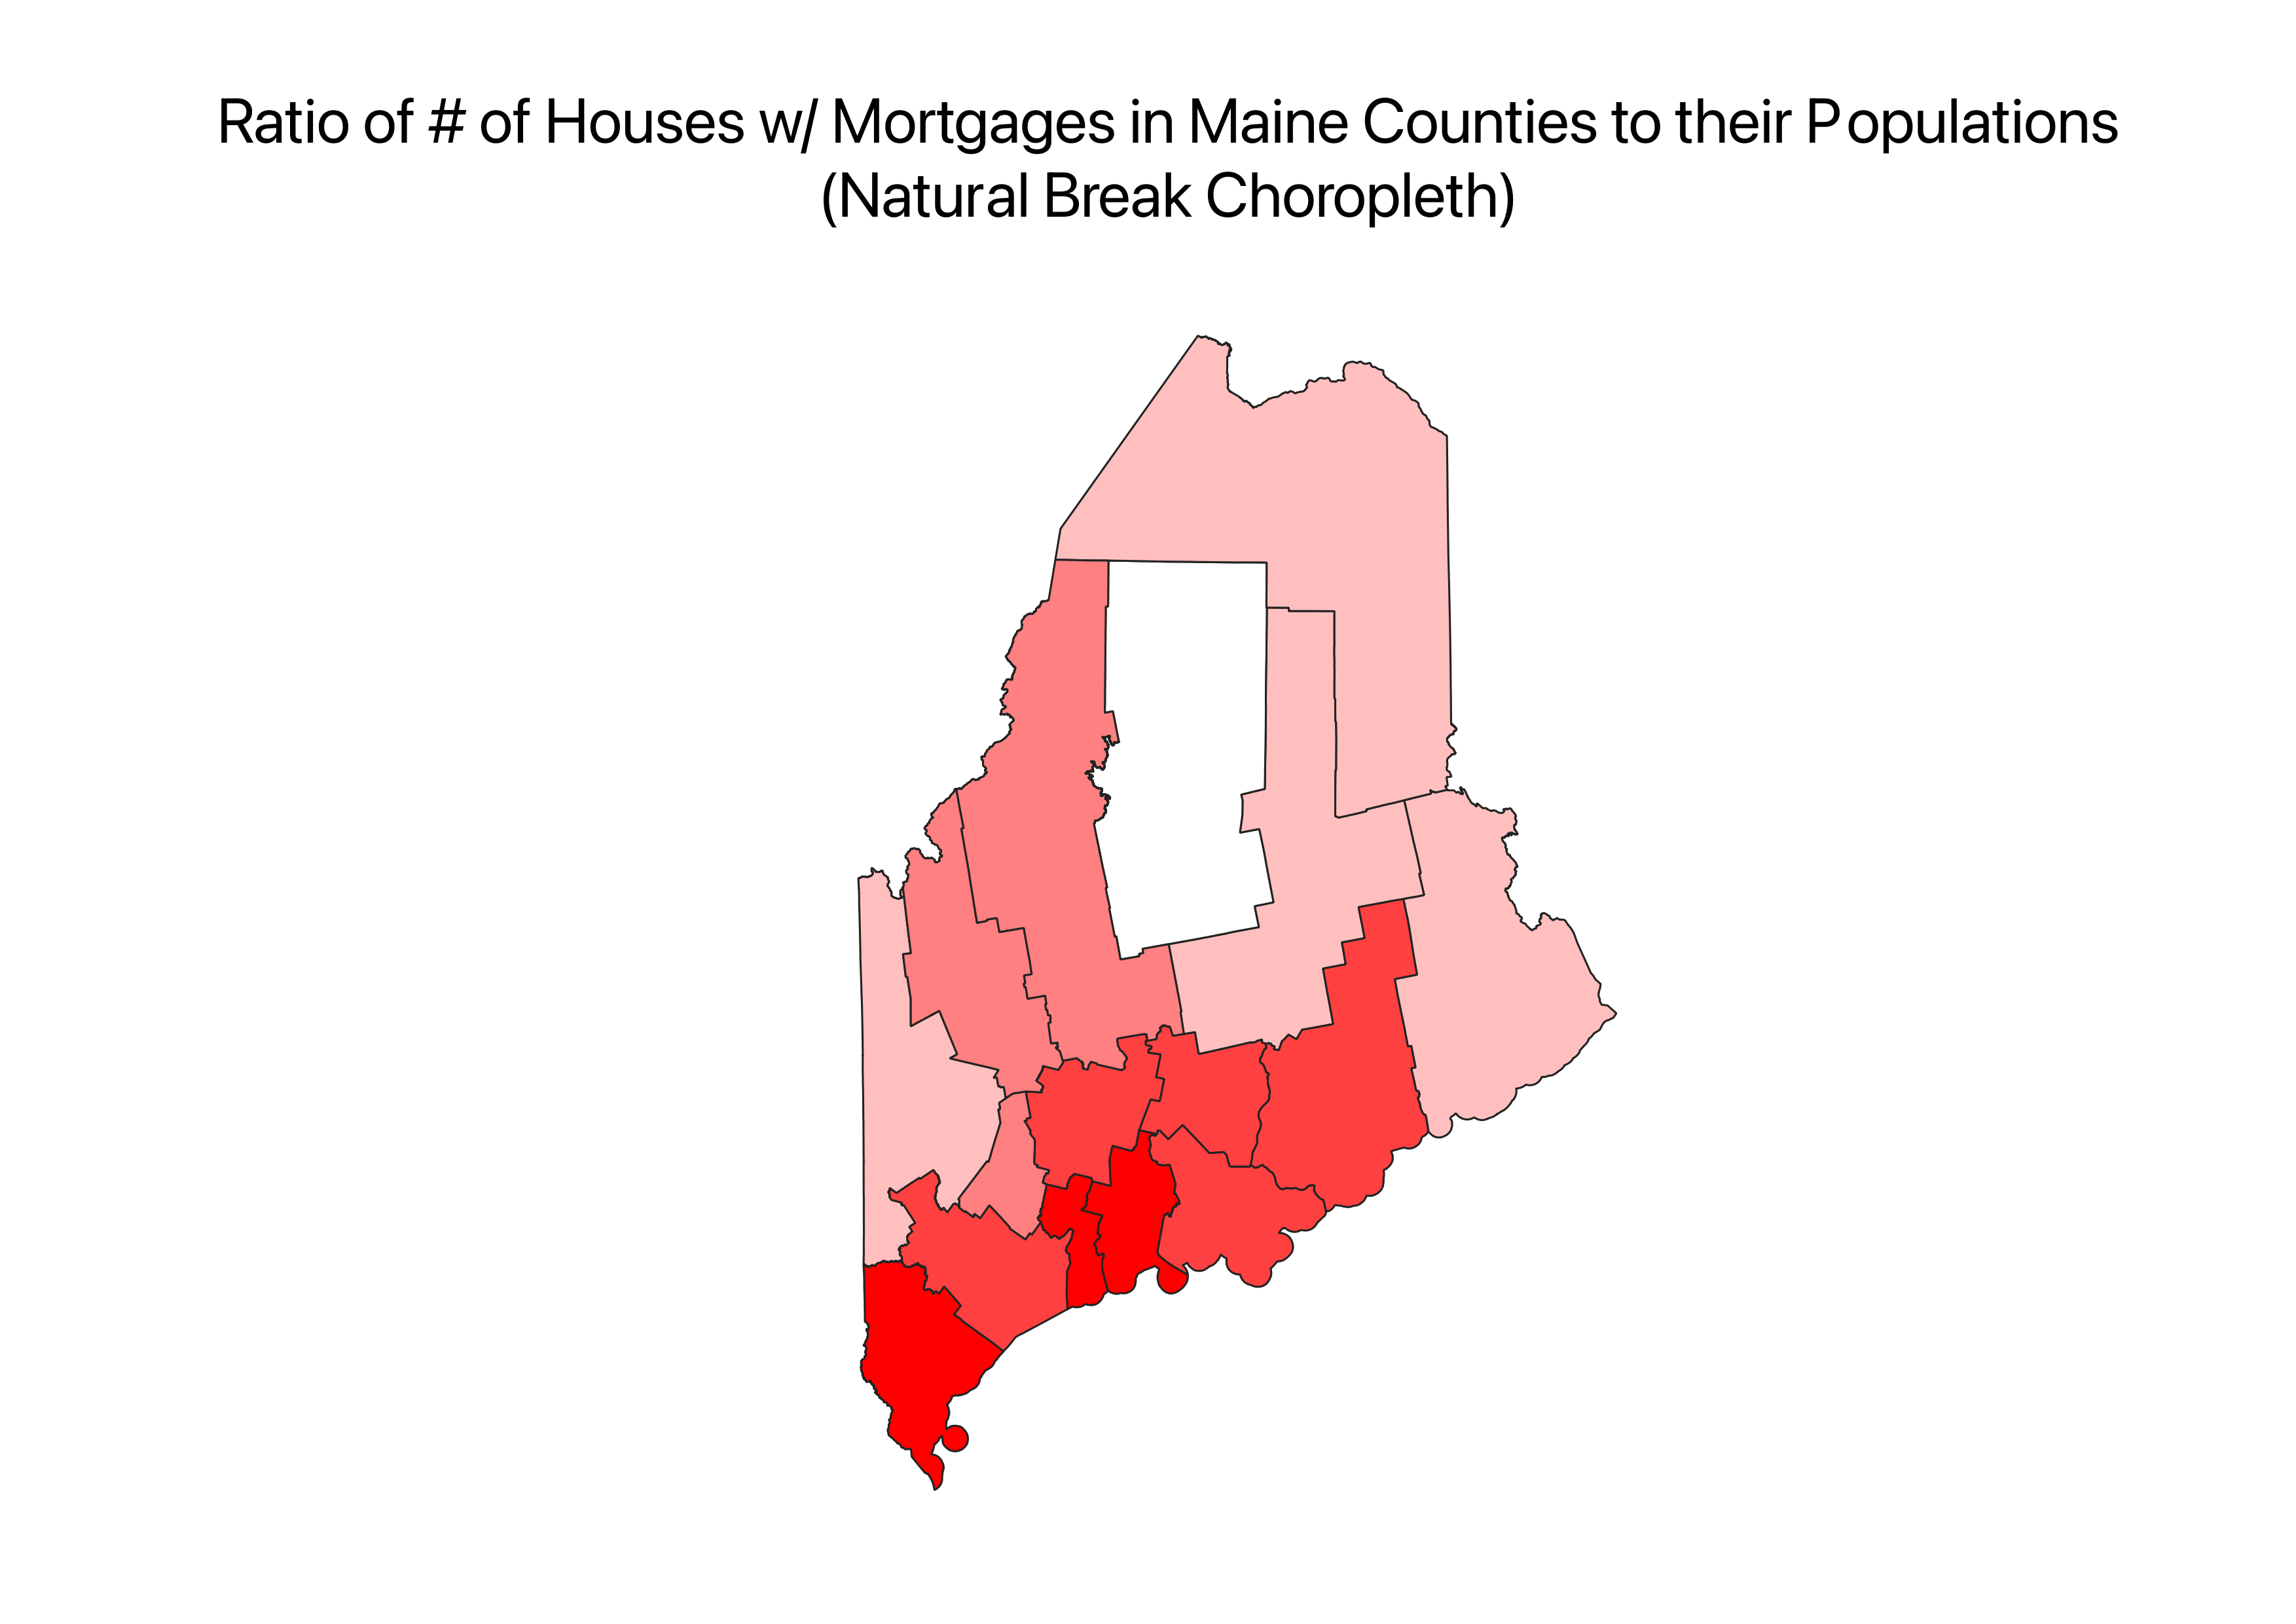 Ratio of # of Houses w/ Mortgages in Maine Counties to their Populations
(Natural Break Choropleth)